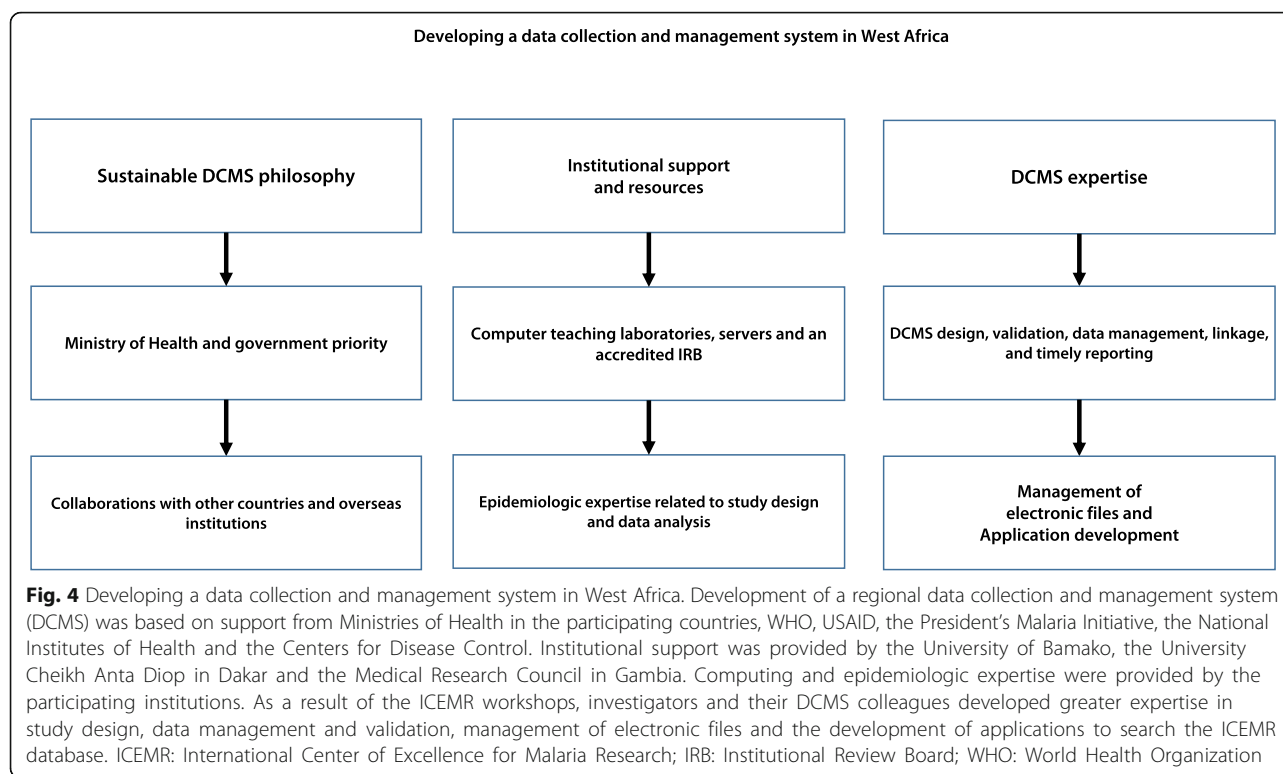 Developing a data collection and management system in West Africa
Sustainable DCMS philosophy
Institutional support
and resources
DCMS expertise
Ministry of Health and government priority
Computer teaching laboratories, servers and an
accredited IRB
DCMS design, validation, data management, linkage,
and timely reporting
Collaborations with other countries and overseas
institutions
Epidemiologic expertise related to study design
and data analysis
Management of
electronic files and
Application development
Fig. 4 Developing a data collection and management system in West Africa. Development of a regional data collection and management system
(DCMS) was based on support from Ministries of Health in the participating countries, WHO, USAID, the President's Malaria Initiative, the National
Institutes of Health and the Centers for Disease Control. Institutional support was provided by the University of Bamako, the University
Cheikh Anta Diop in Dakar and the Medical Research Council in Gambia. Computing and epidemiologic expertise were provided by the
participating institutions. As a result of the ICEMR workshops, investigators and their DCMS colleagues developed greater expertise in
study design, data management and validation, management of electronic files and the development of applications to search the ICEMR
database. ICEMR: International Center of Excellence for Malaria Research; IRB: Institutional Review Board; WHO: World Health Organization